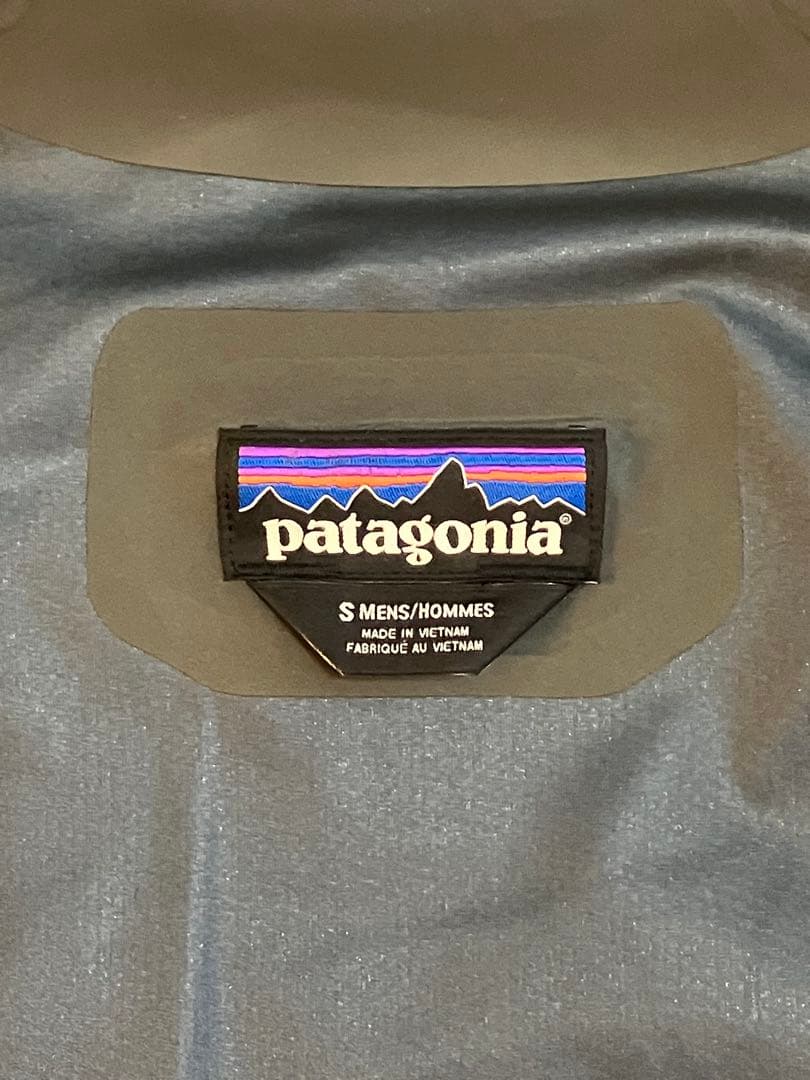 patagonia®
S MENS/HOMMES
MADE IN VIETNAM
FABRIQUÉ AU VIETNAM